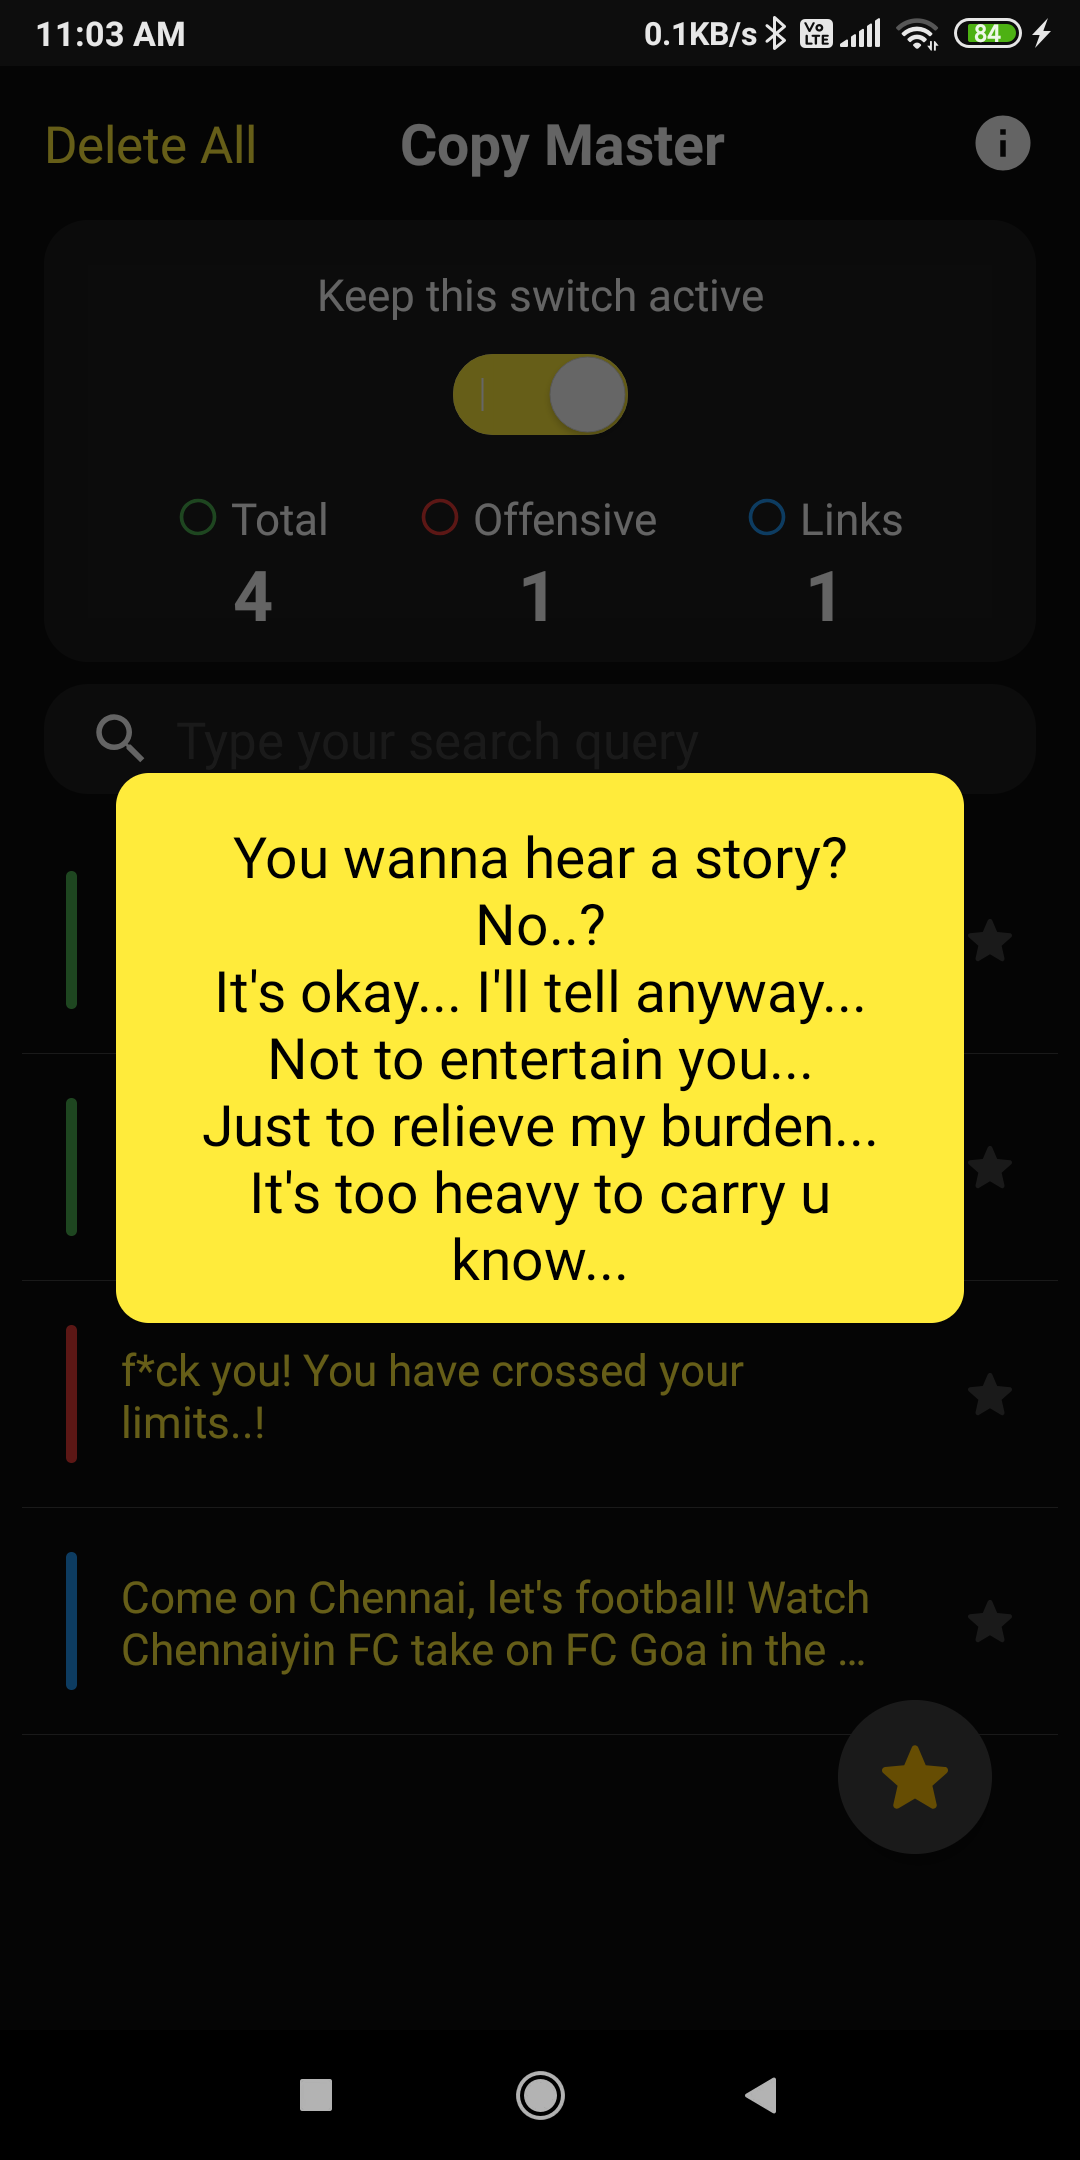 11:03 AM
0.1KB/s
Vo
LTE
84
Delete All
Copy Master
Keep this switch active
Total
Offensive
Links
4
1
1
Type your search query
You wanna hear a story?
No..?
It's okay... I'll tell anyway...
Not to entertain you...
Just to relieve my burden...
It's too heavy to carry u
know...
f*ck you! You have crossed your
limits..!
Come on Chennai, let's football! Watch
Chennaiyin FC take on FC Goa in the ...